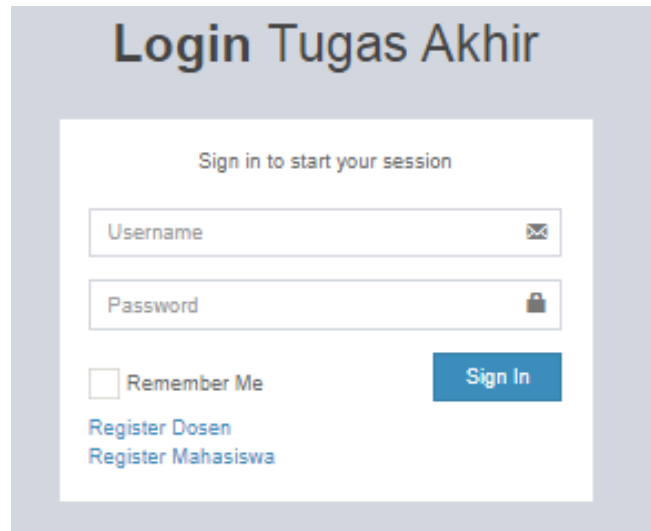 Login Tugas Akhir
Sign in to start your session
Username
Password
Remember Me
Sign In
Register Dosen
Register Mahasiswa